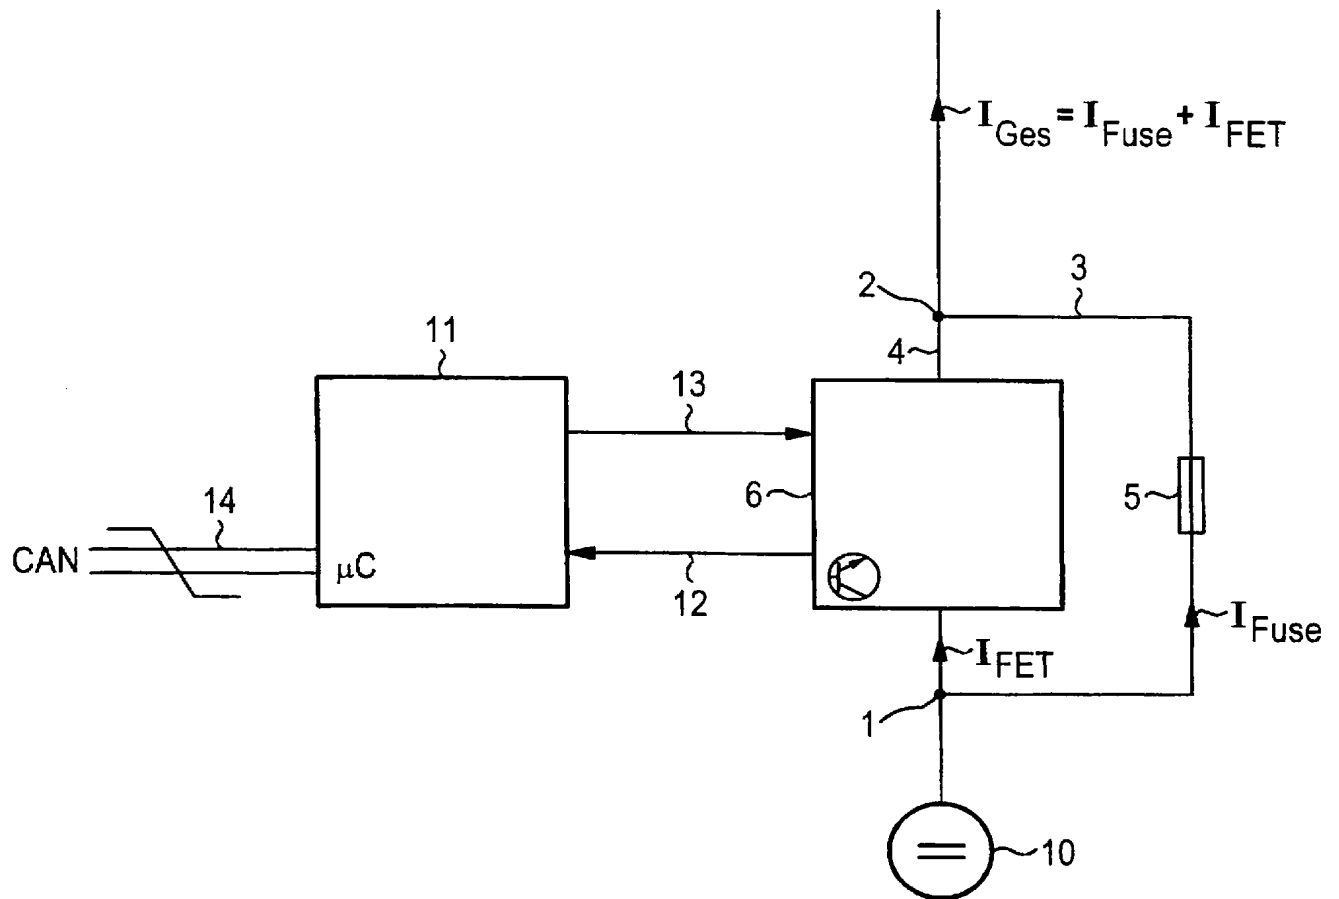 I_Ges = I_Fuse + I_FET
2
3
4
11
13
6
5
14
CAN
µC
12
I_Fuse
I_FET
1
10